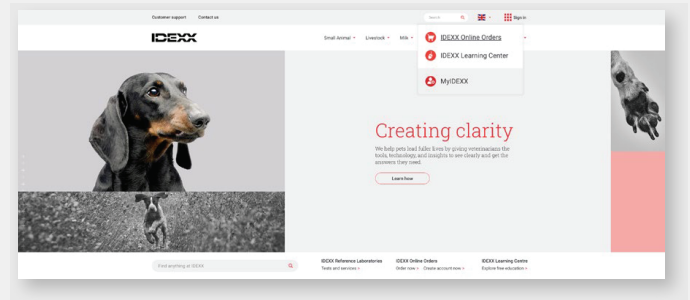 Customer support Contact us Search Sign in
IDEXX Small Animal Livestock Milk
IDEXX Online Orders
IDEXX Learning Center
MyIDEXX
Creating clarity
We help pets lead fuller lives by giving veterinarians the
tools, technology, and insights to see clearly and get the
answers they need.
Learn how
Find anything at IDEXX
IDEXX Reference Laboratories IDEXX Online Orders IDEXX Learning Centre
Tests and services » Order now » Create account now » Explore free education »